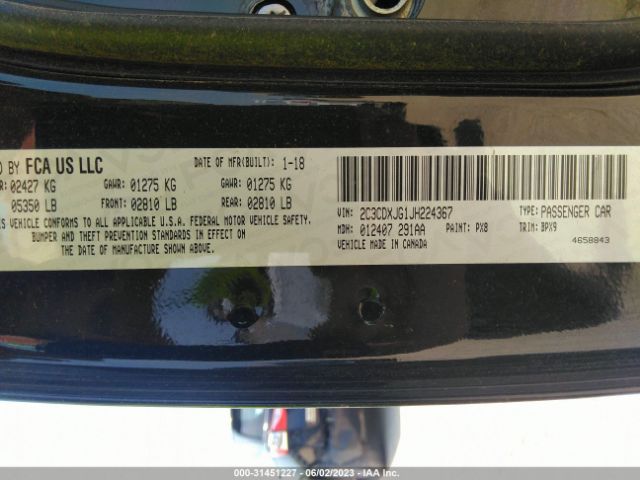 D BY FCA US LLC DATE OF MFR(BUILT): 1-18
R: 02427 KG GAWR: 01275 KG GAWR: 01275 KG
05350 LB FRONT: 02810 LB REAR: 02810 LB
IS VEHICLE CONFORMS TO ALL APPLICABLE U.S.A. FEDERAL MOTOR VEHICLE SAFETY,
BUMPER AND THEFT PREVENTION STANDARDS IN EFFECT ON
THE DATE OF MANUFACTURE SHOWN ABOVE.
VIN: 2C3CDXJG1JH224367 TYPE: PASSENGER CAR
MDH: 012407 291AA PAINT: PX8 TRIM: BPX9
VEHICLE MADE IN CANADA 4658843
000-31451227 - 06/02/2023 - IAA Inc.